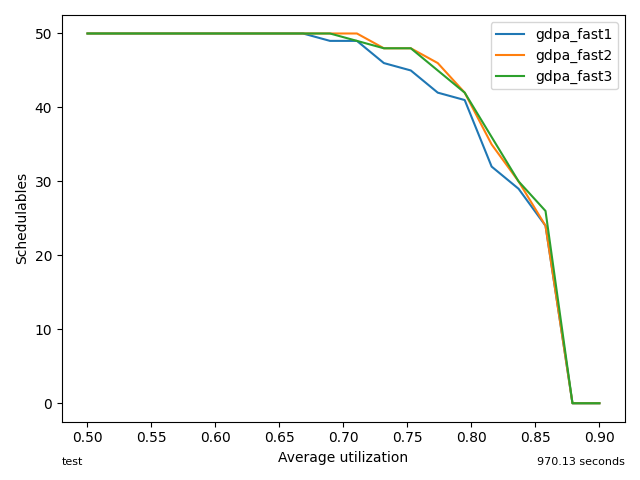 gdpa_fast1
gdpa_fast2
gdpa_fast3
Schedulables
50
40
30
20
10
0
0.50 0.55 0.60 0.65 0.70 0.75 0.80 0.85 0.90
Average utilization
test
970.13 seconds